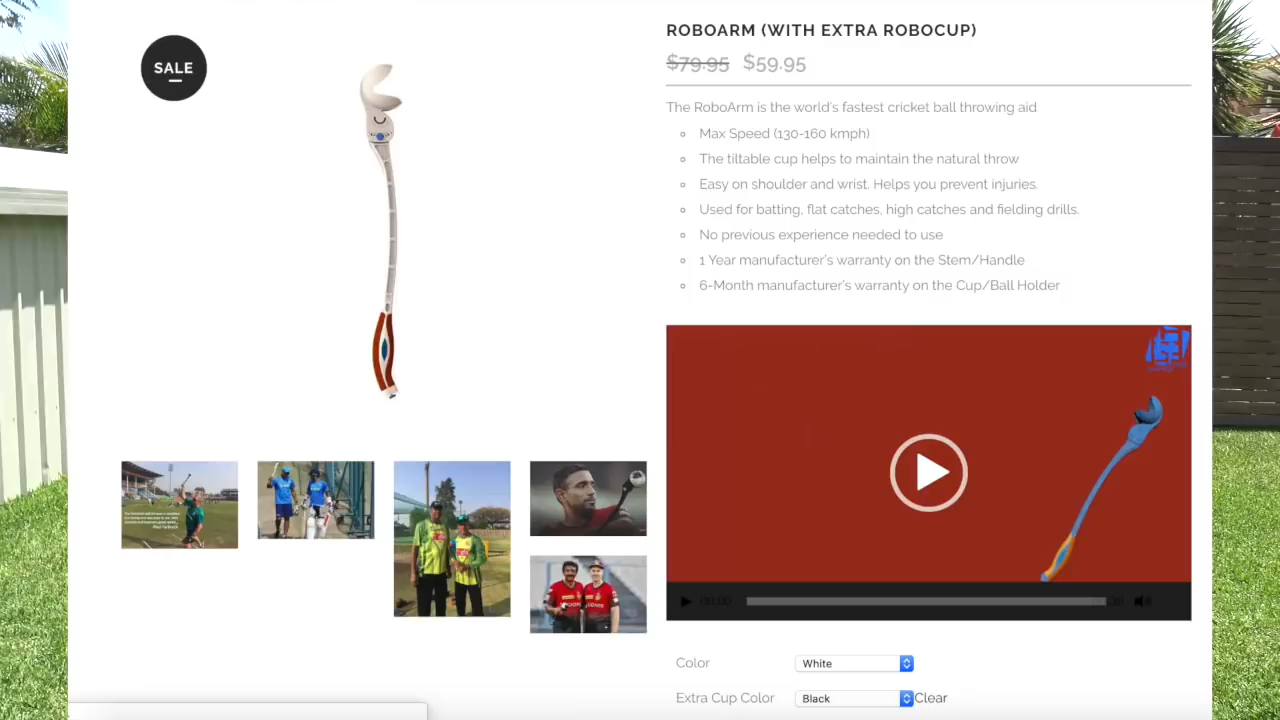 SALE
ROBOARM (WITH EXTRA ROBOCUP)
$79.95 $59.95
The RoboArm is the world's fastest cricket ball throwing aid
Max Speed (130-160 kmph)
The tiltable cup helps to maintain the natural throw
Easy on shoulder and wrist. Helps you prevent injuries.
Used for batting, flat catches, high catches and fielding drills.
No previous experience needed to use
1 Year manufacturer's warranty on the Stem/Handle
6-Month manufacturer's warranty on the Cup/Ball Holder
Color White
Extra Cup Color Black Clear